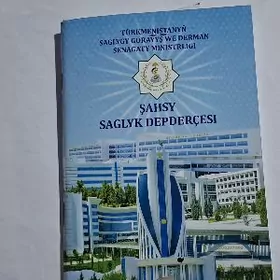 TÜRKMENISTANYŇ
SAGLYGY GORAÝYŞ WE DERMAN
SENAGATY MINISTRLIGI
ŞAHSY
SAGLYK DEPDERÇESI